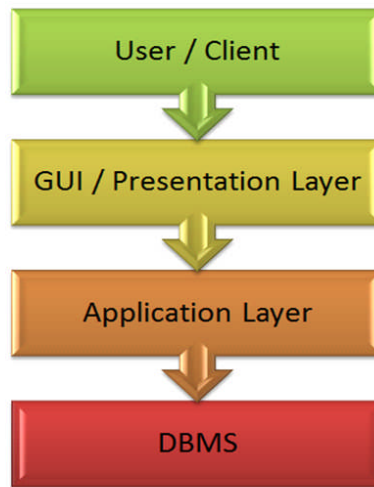 User / Client
GUI / Presentation Layer
Application Layer
DBMS